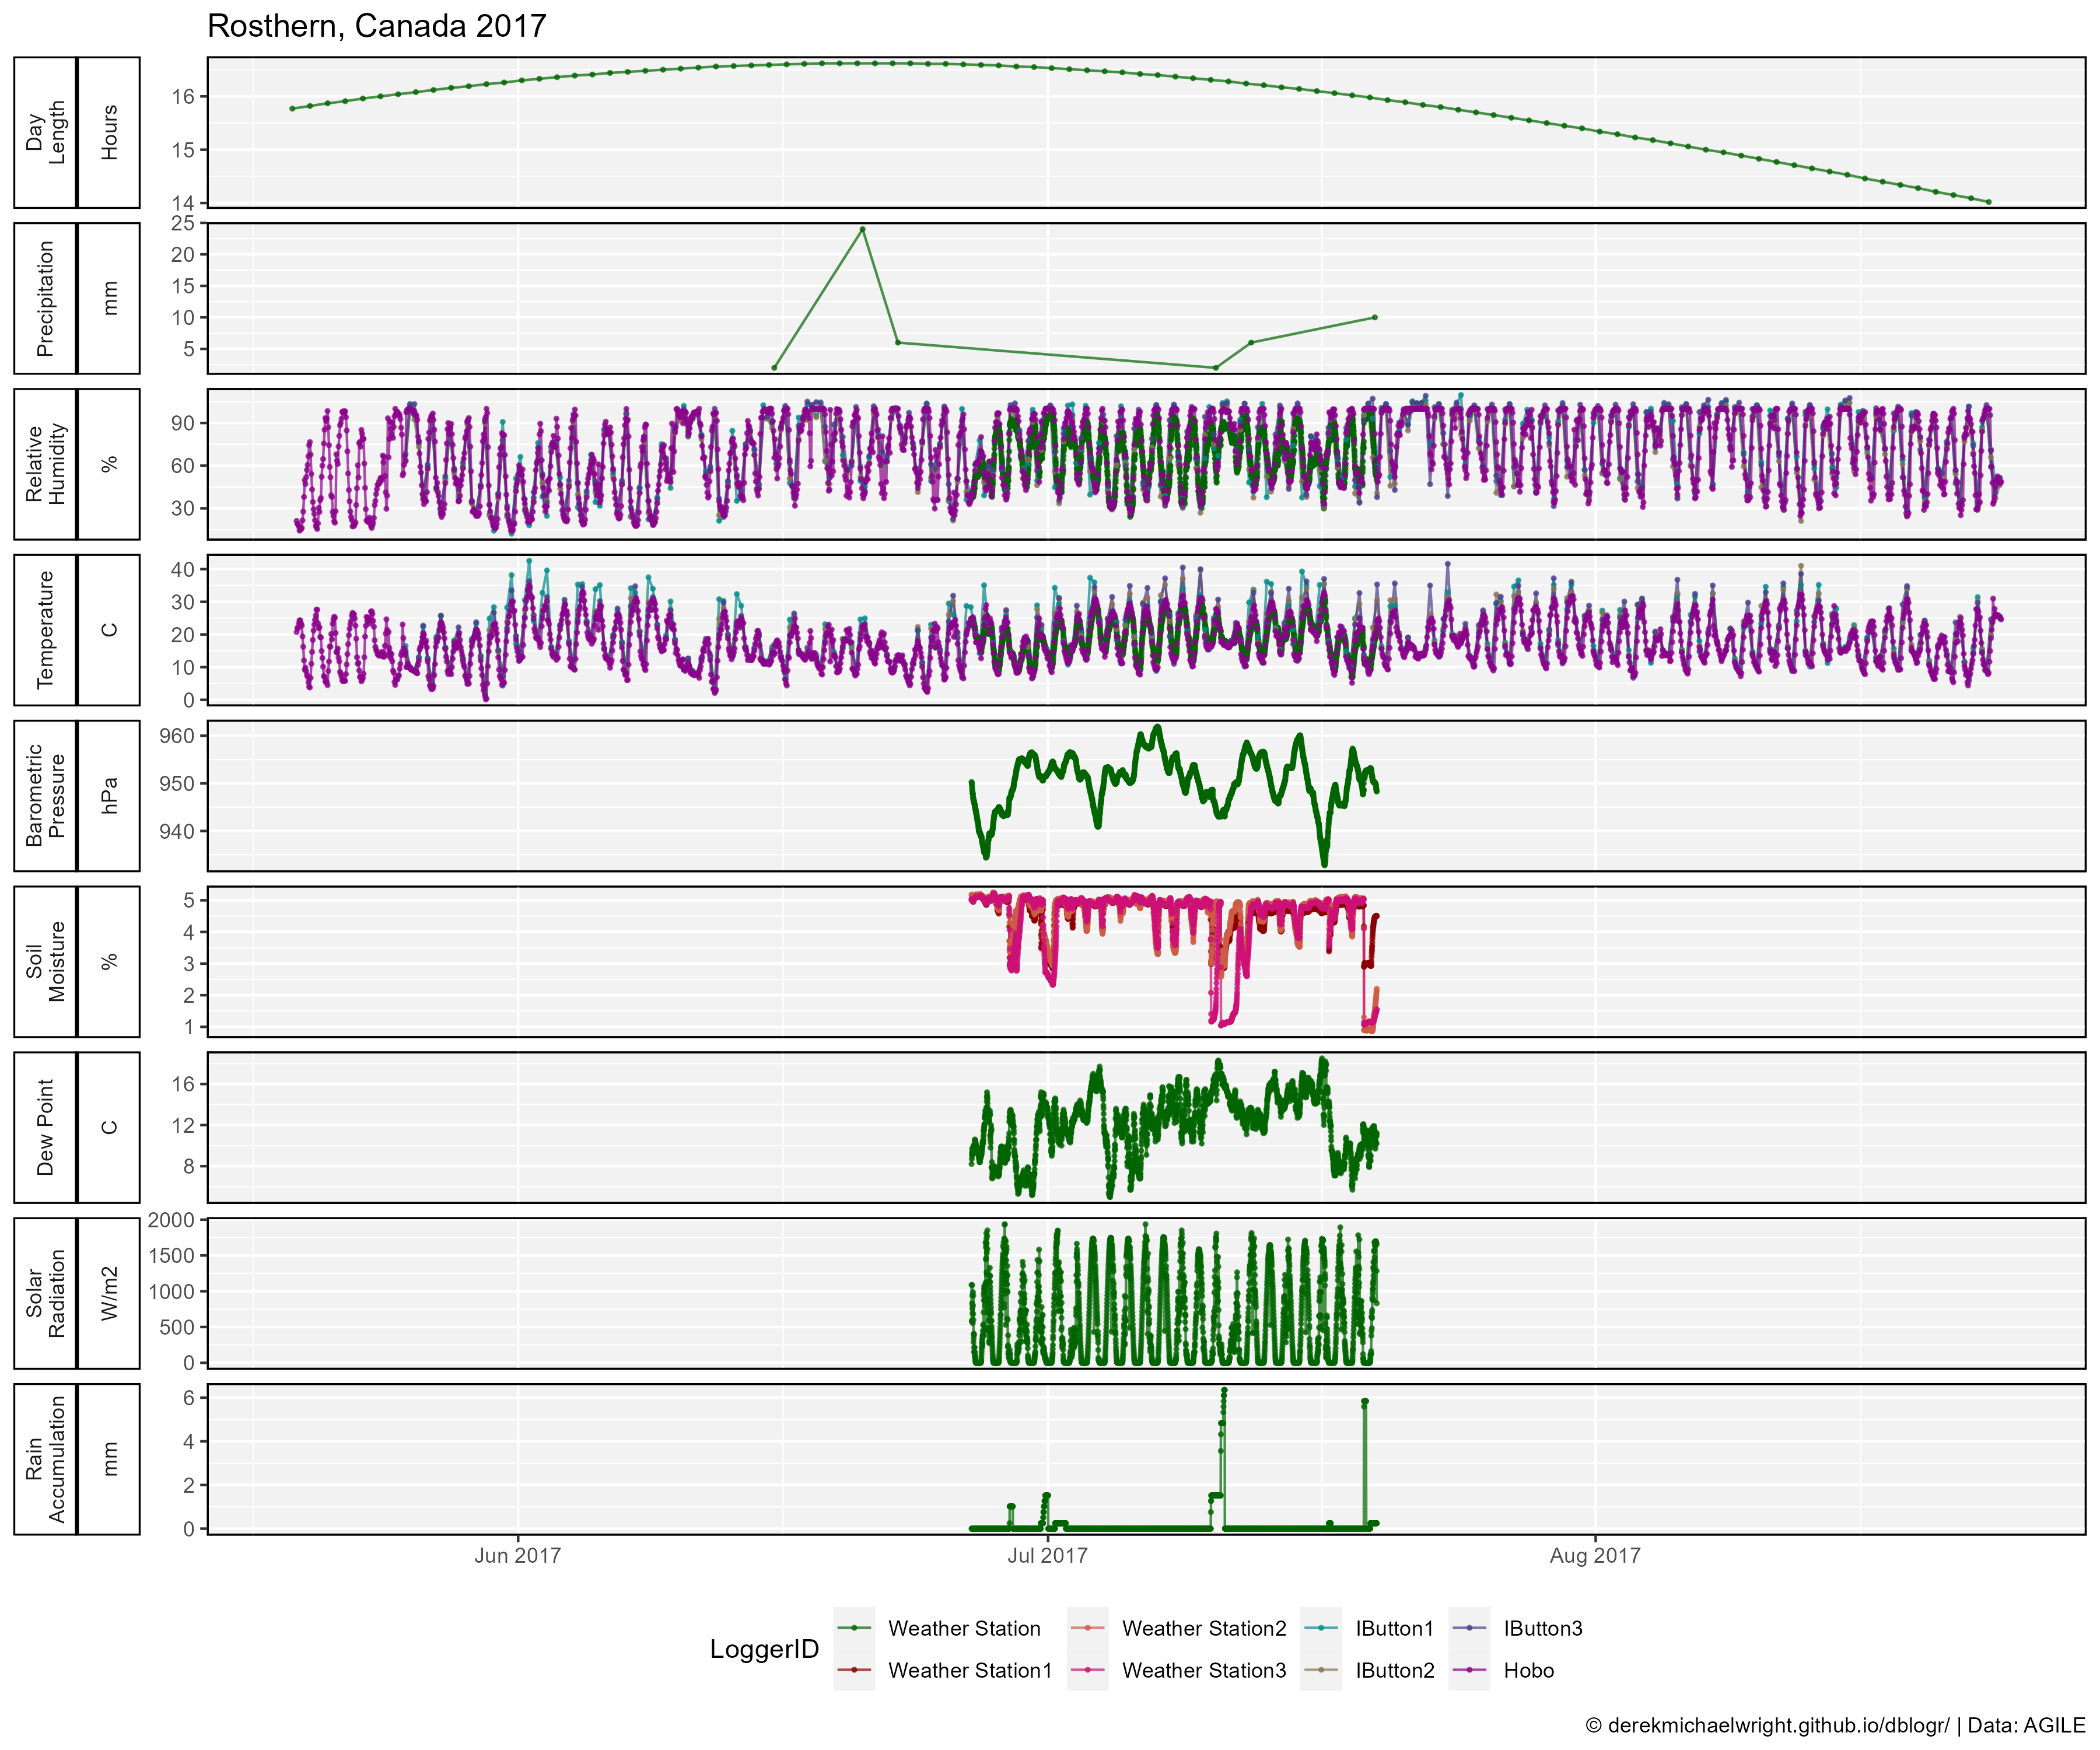 Rosthern, Canada 2017
Day
Length
Hours
16
15
14
Precipitation
mm
25
20
15
10
5
Relative
Humidity
%
90
60
30
Temperature
C
40
30
20
10
0
Barometric
Pressure
hPa
960
950
940
Soil
Moisture
%
5
4
3
2
1
Dew Point
C
16
12
8
Solar
Radiation
W/m2
2000
1500
1000
500
0
Rain
Accumulation
mm
6
4
2
0
Jun 2017 Jul 2017 Aug 2017
LoggerID
Weather Station Weather Station2 IButton1 IButton3
Weather Station1 Weather Station3 IButton2 Hobo
© derekmichaelwright.github.io/dblogr/ | Data: AGILE